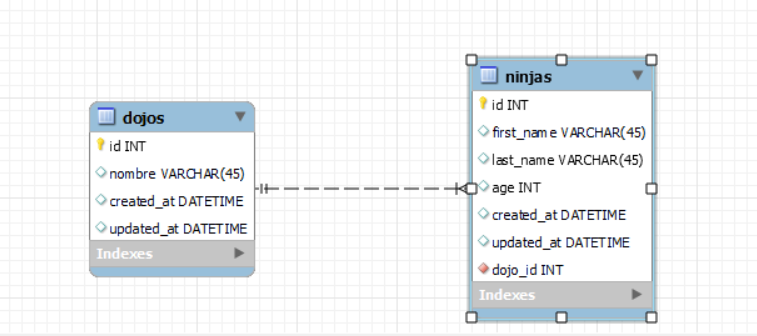 dojos
id INT
nombre VARCHAR(45)
created_at DATETIME
updated_at DATETIME
Indexes
ninjas
id INT
first_name VARCHAR(45)
last_name VARCHAR(45)
age INT
created_at DATETIME
updated_at DATETIME
dojo_id INT
Indexes